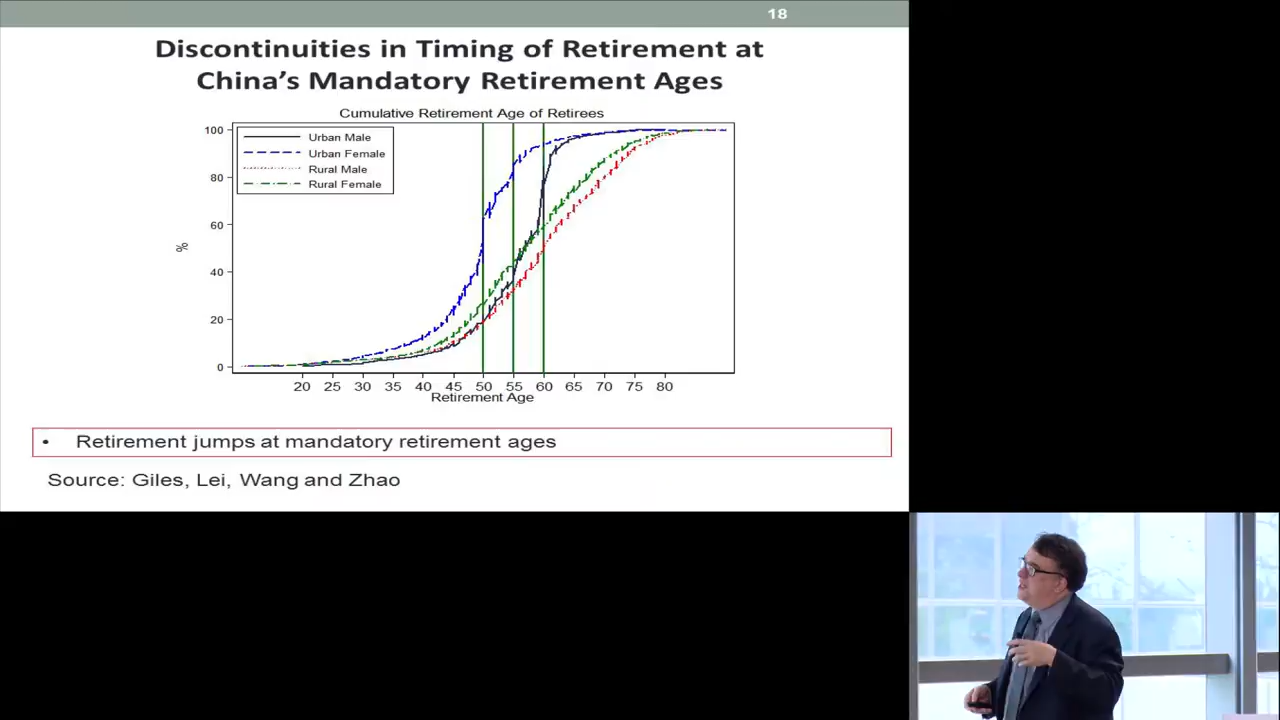 18
Discontinuities in Timing of Retirement at
China's Mandatory Retirement Ages
Cumulative Retirement Age of Retirees
Urban Male
Urban Female
Rural Male
Rural Female
100
80
60
40
20
0
%
20 25 30 35 40 45 50 55 60 65 70 75 80
Retirement Age
• Retirement jumps at mandatory retirement ages
Source: Giles, Lei, Wang and Zhao